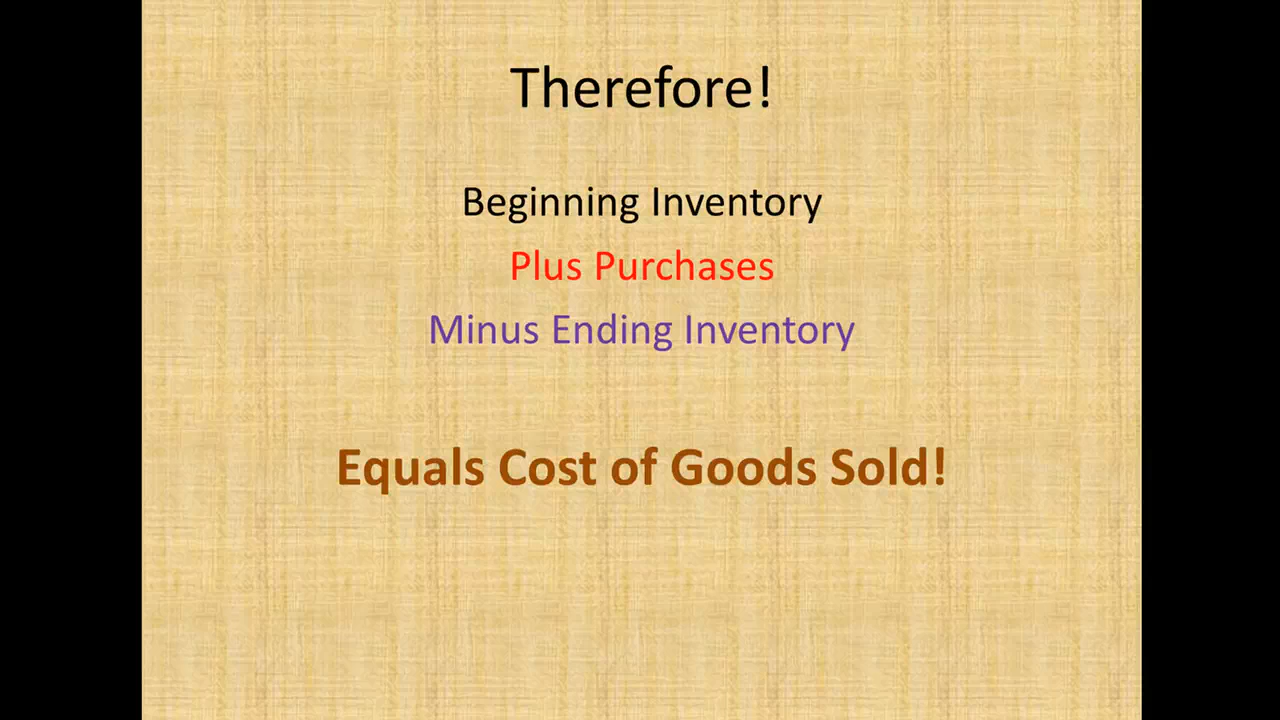 Therefore!
Beginning Inventory
Plus Purchases
Minus Ending Inventory
Equals Cost of Goods Sold!